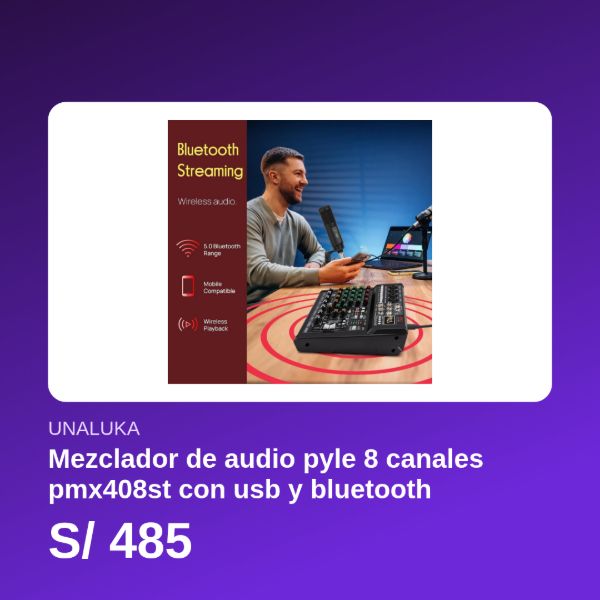 Bluetooth
Streaming
Wireless audio
5.0 Bluetooth
Range
Mobile
Compatible
Wireless
Playback
UNALUKA
Mezclador de audio pyle 8 canales
pmx408st con usb y bluetooth
S/ 485